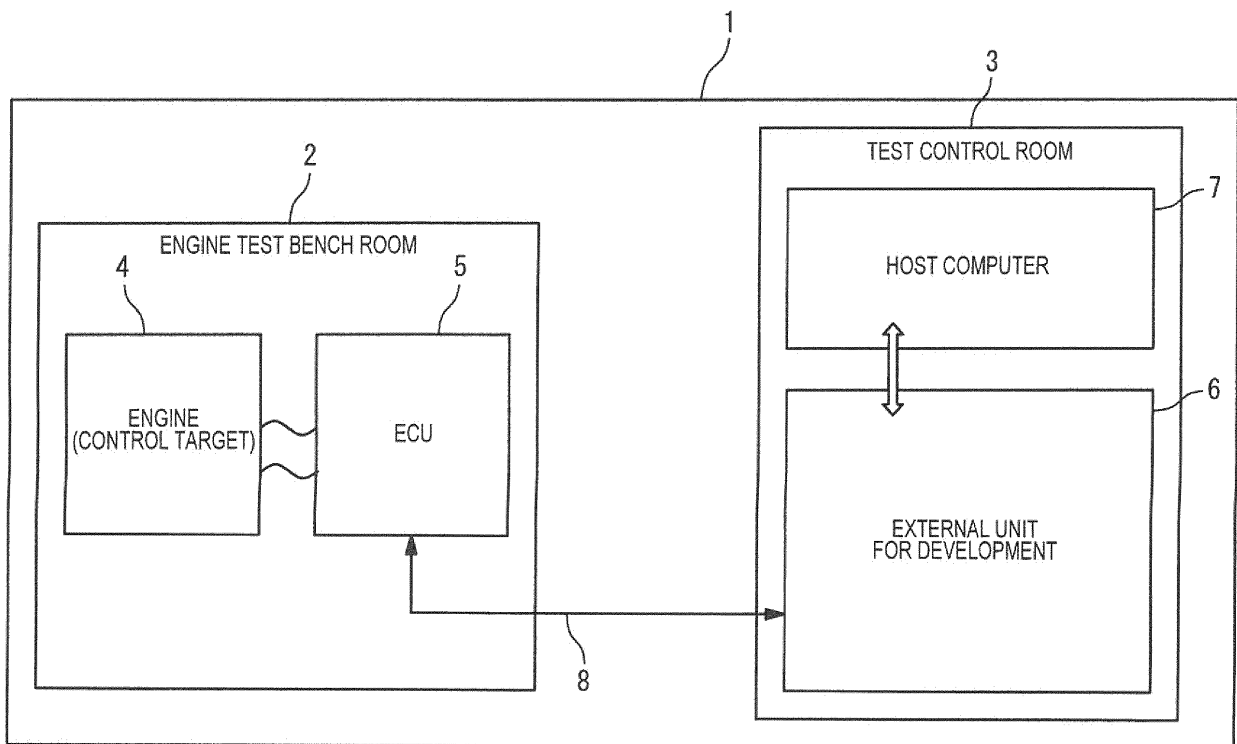 1
3
TEST CONTROL ROOM
2
7
ENGINE TEST BENCH ROOM
HOST COMPUTER
4
5
6
ENGINE
(CONTROL TARGET)
ECU
EXTERNAL UNIT
FOR DEVELOPMENT
8